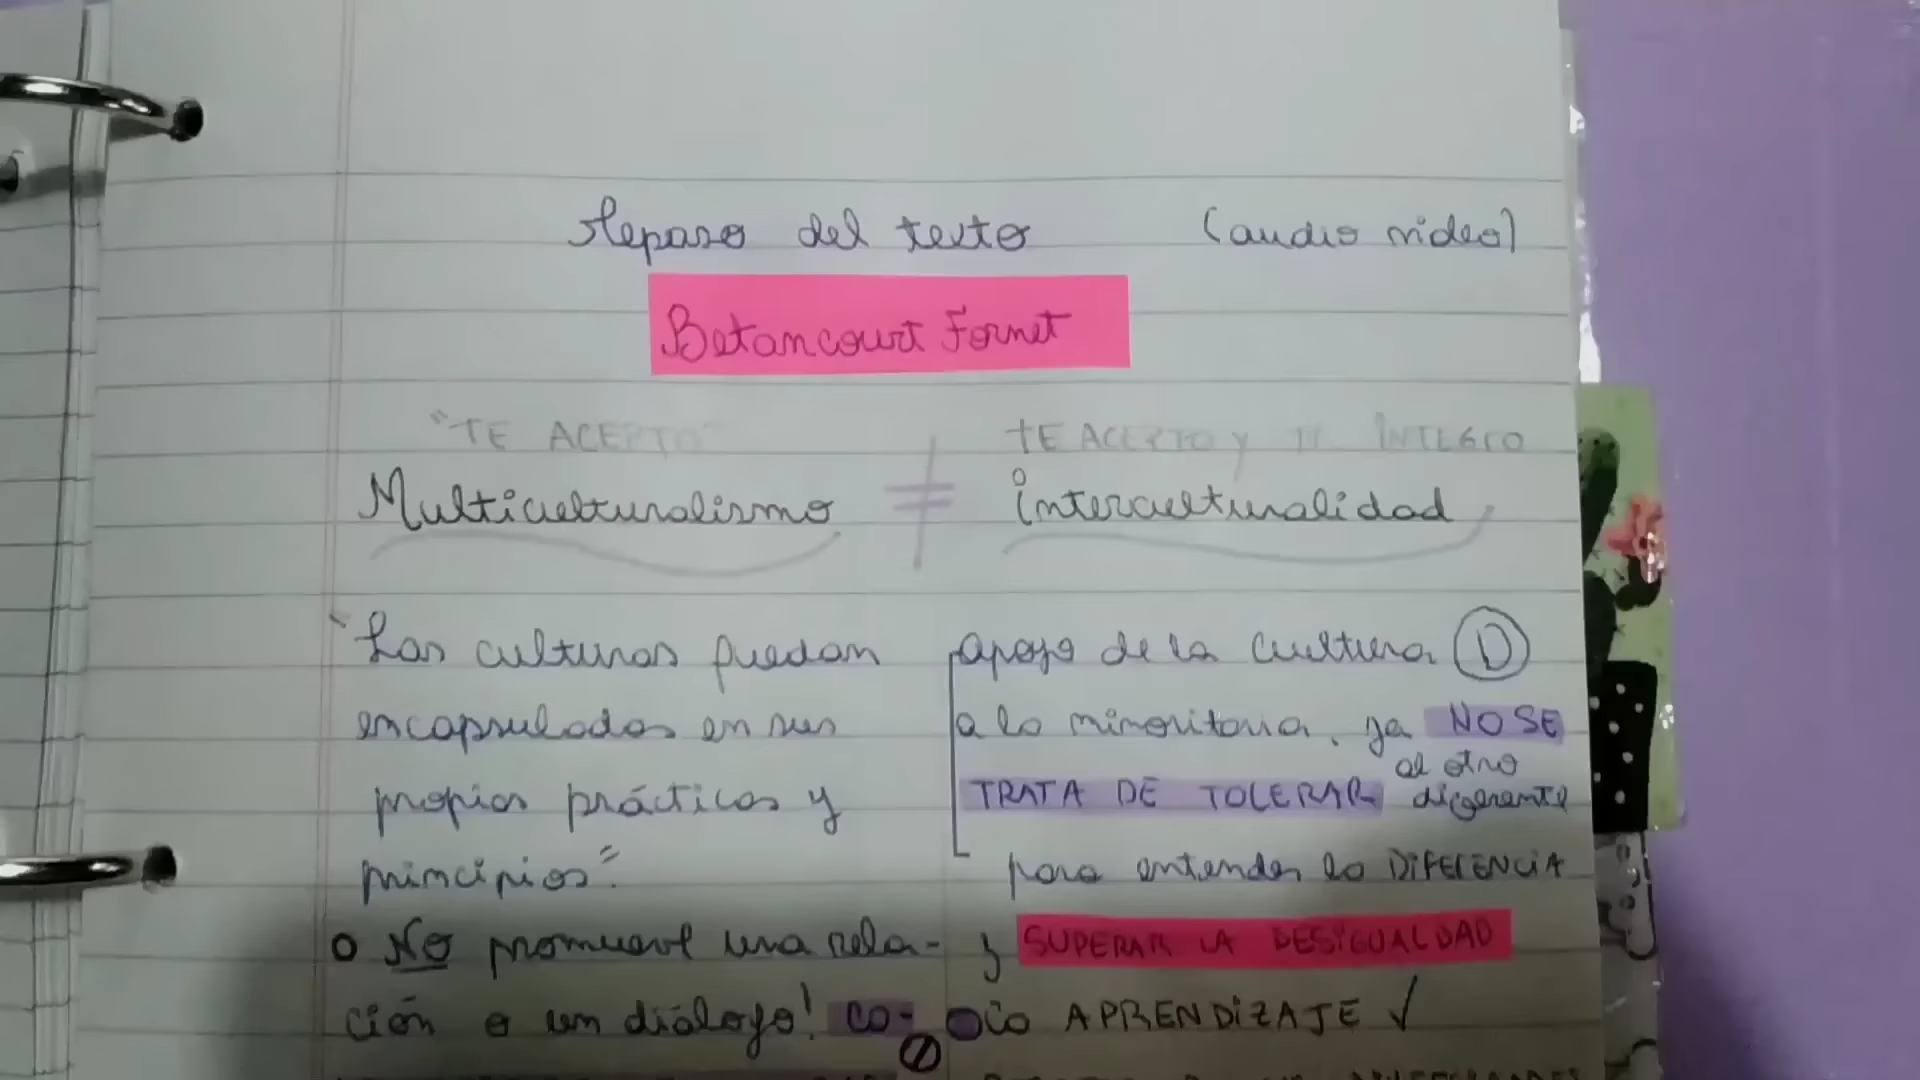 Repaso del texto (audio video)
Betancourt Fornet
"TE ACEPTO"
Multiculturalismo
"Las culturas puedan
encapsuladas en sus
propias prácticas y
principios".
o NO promueve una rela-
ción o un diálogo! co-
≠
TE ACEPTO Y TE INTEGRO
interculturalidad
apoyo de la cultura D
a la minoritaria, ya NO SE
TRATA DE TOLERAR al otro
diferente
para entender la DIFERENCIA
y SUPERAR LA DESIGUALDAD
APRENDIZAJE ✓